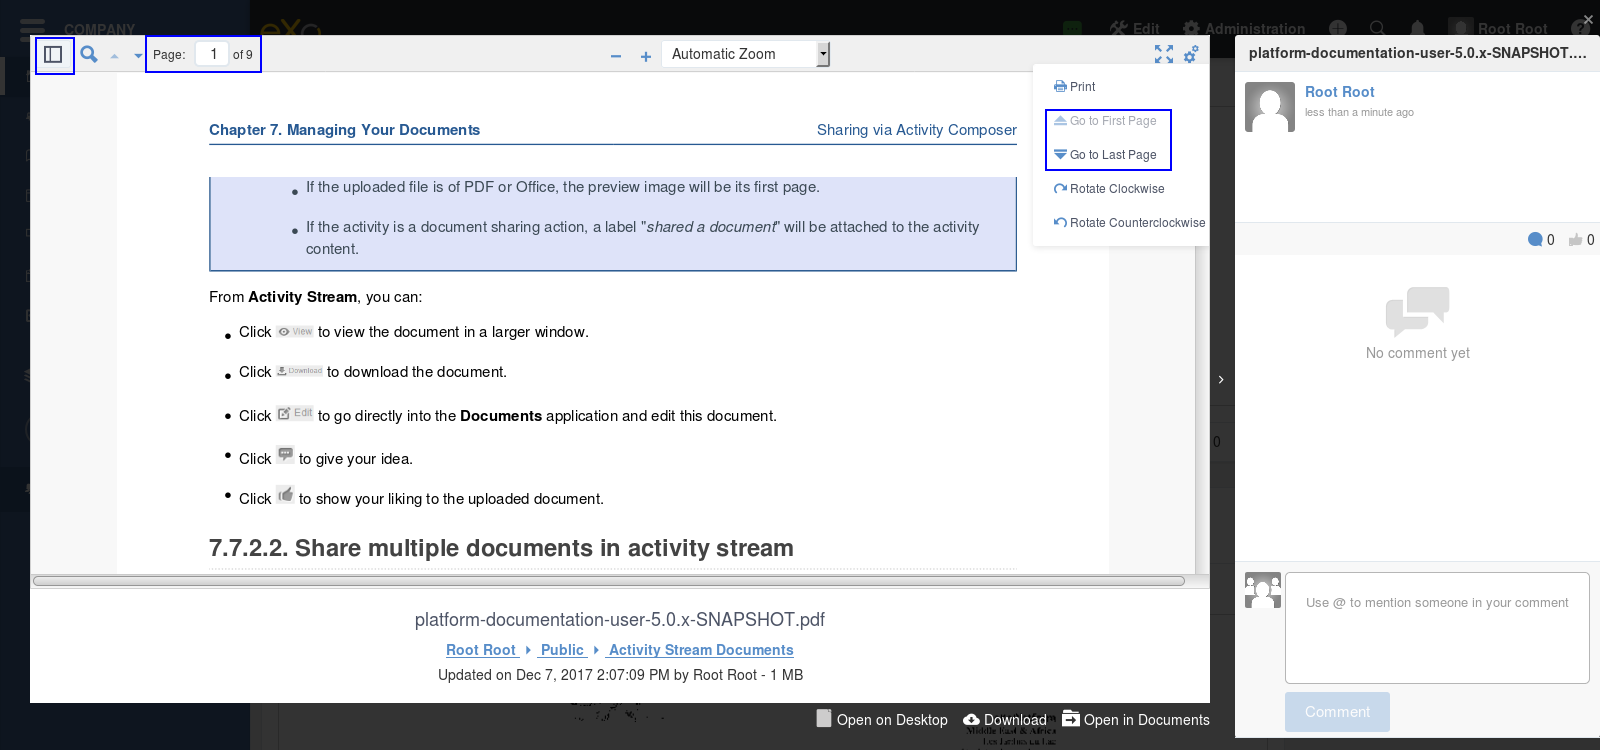 COMPANY
eXo
Edit
Administration
Root Root
Page: 1 of 9
Automatic Zoom
platform-documentation-user-5.0.x-SNAPSHOT....
Print
Go to First Page
Go to Last Page
Rotate Clockwise
Rotate Counterclockwise
Root Root
less than a minute ago
Chapter 7. Managing Your Documents
Sharing via Activity Composer
If the uploaded file is of PDF or Office, the preview image will be its first page.
If the activity is a document sharing action, a label "shared a document" will be attached to the activity
content.
From Activity Stream, you can:
Click View to view the document in a larger window.
Click Download to download the document.
Click Edit to go directly into the Documents application and edit this document.
Click to give your idea.
Click to show your liking to the uploaded document.
7.7.2.2. Share multiple documents in activity stream
0
0
No comment yet
0
platform-documentation-user-5.0.x-SNAPSHOT.pdf
Root Root Public Activity Stream Documents
Updated on Dec 7, 2017 2:07:09 PM by Root Root - 1 MB
Use @ to mention someone in your comment
Comment
Open on Desktop
Download
Open in Documents
Middle East & Africa